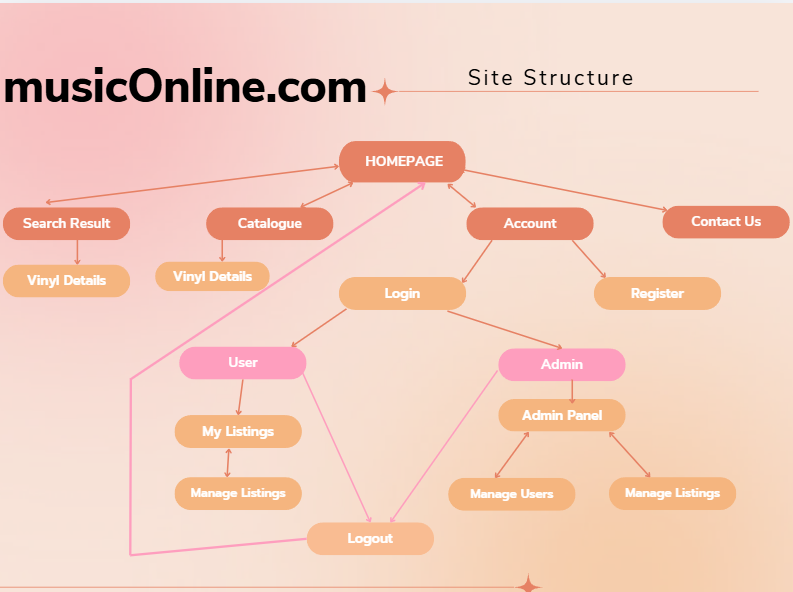 musicOnline.com
Site Structure
HOMEPAGE
Search Result
Catalogue
Account
Contact Us
Vinyl Details
Vinyl Details
Login
Register
User
Admin
My Listings
Admin Panel
Manage Listings
Manage Users
Manage Listings
Logout